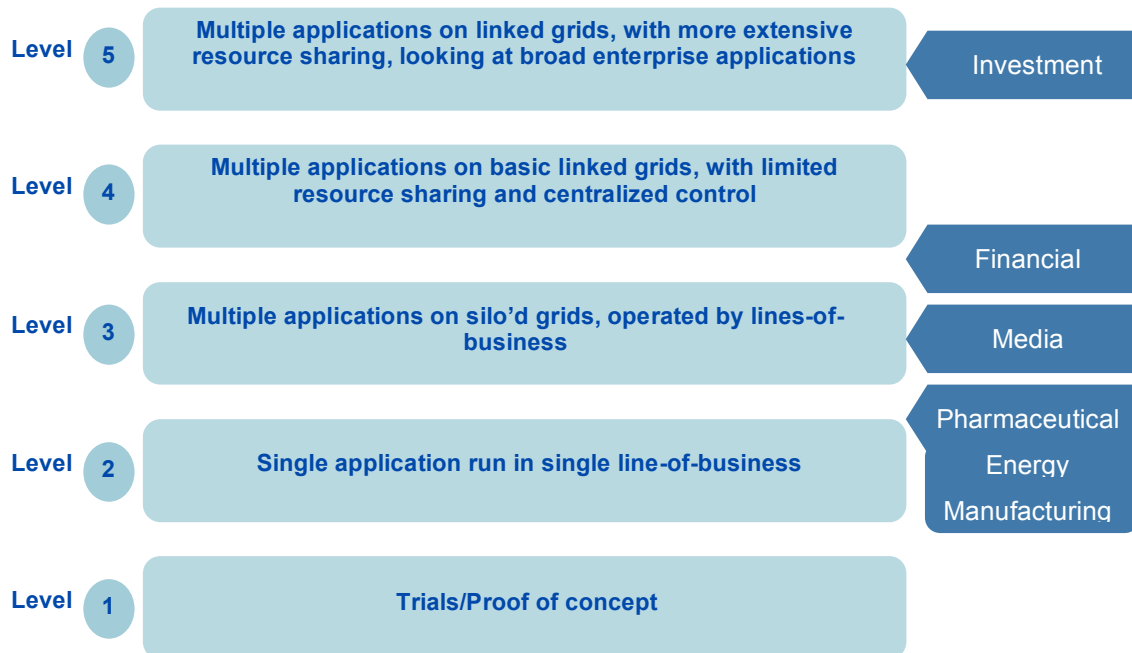 Level 5
Multiple applications on linked grids, with more extensive
resource sharing, looking at broad enterprise applications
Investment
Level 4
Multiple applications on basic linked grids, with limited
resource sharing and centralized control
Financial
Level 3
Multiple applications on silo’d grids, operated by lines-of-
business
Media
Pharmaceutical
Energy
Manufacturing
Level 2
Single application run in single line-of-business
Level 1
Trials/Proof of concept